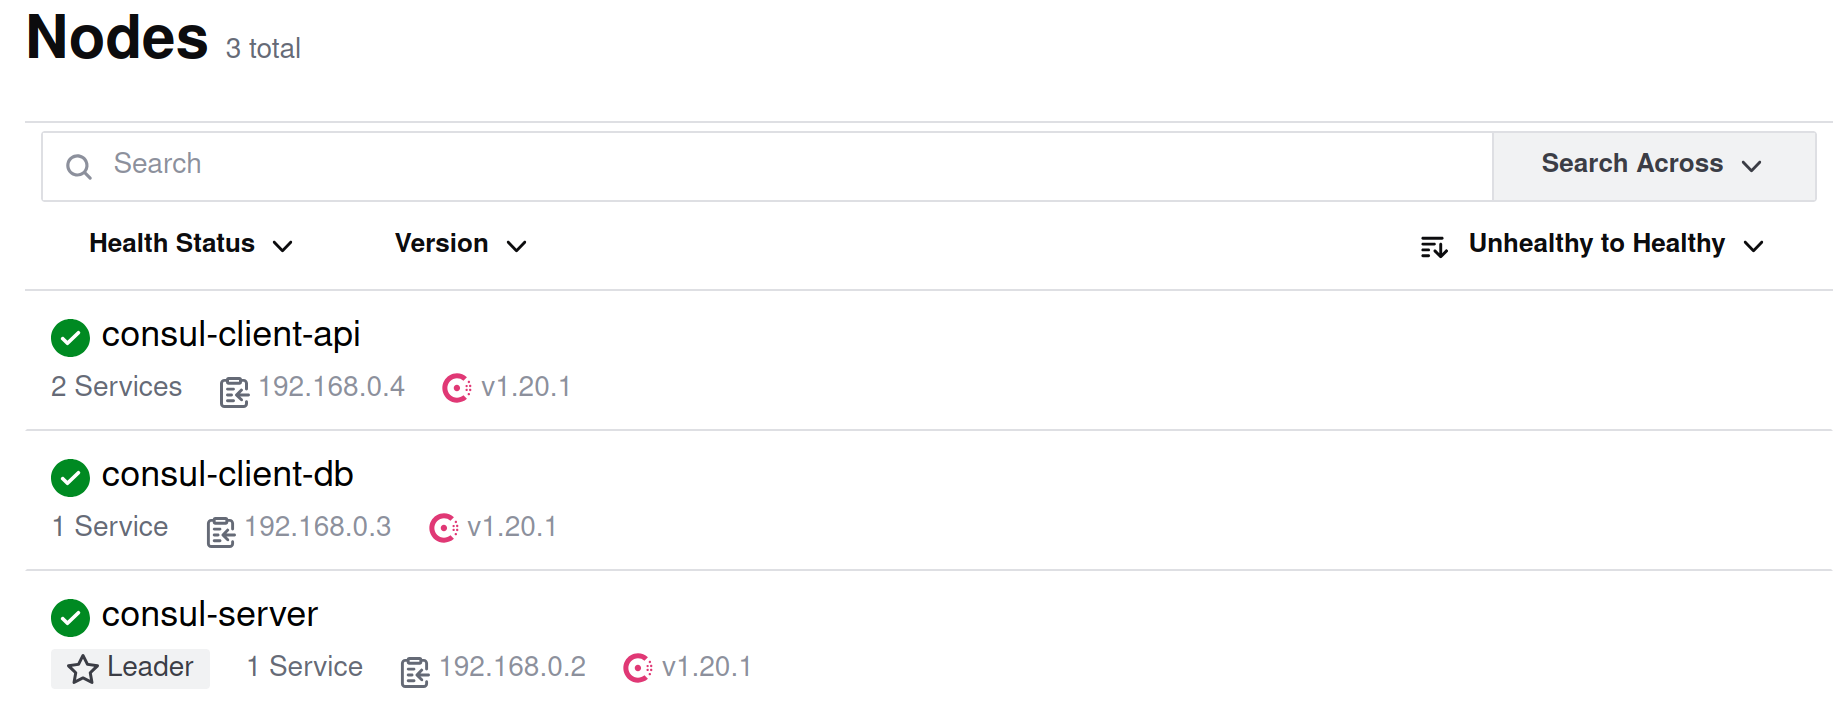 Nodes 3 total
Search Search Across
Health Status Version Unhealthy to Healthy
consul-client-api
2 Services 192.168.0.4 v1.20.1
consul-client-db
1 Service 192.168.0.3 v1.20.1
consul-server
Leader 1 Service 192.168.0.2 v1.20.1